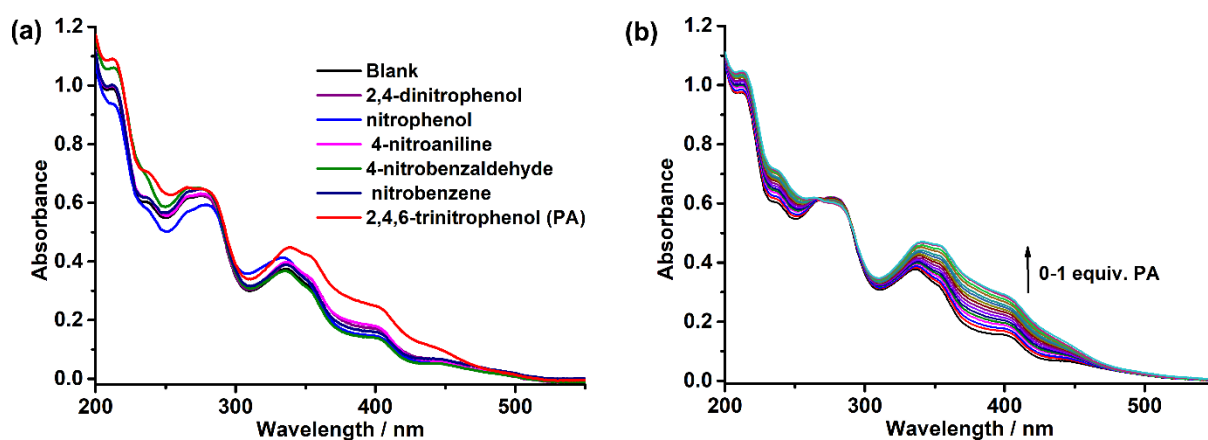 (a)
1.2
1.0
0.8
0.6
0.4
0.2
0.0
Absorbance
200 300 400 500
Wavelength / nm
Blank
2,4-dinitrophenol
nitrophenol
4-nitroaniline
4-nitrobenzaldehyde
nitrobenzene
2,4,6-trinitrophenol (PA)
(b)
1.2
1.0
0.8
0.6
0.4
0.2
0.0
Absorbance
200 300 400 500
Wavelength / nm
0-1 equiv. PA